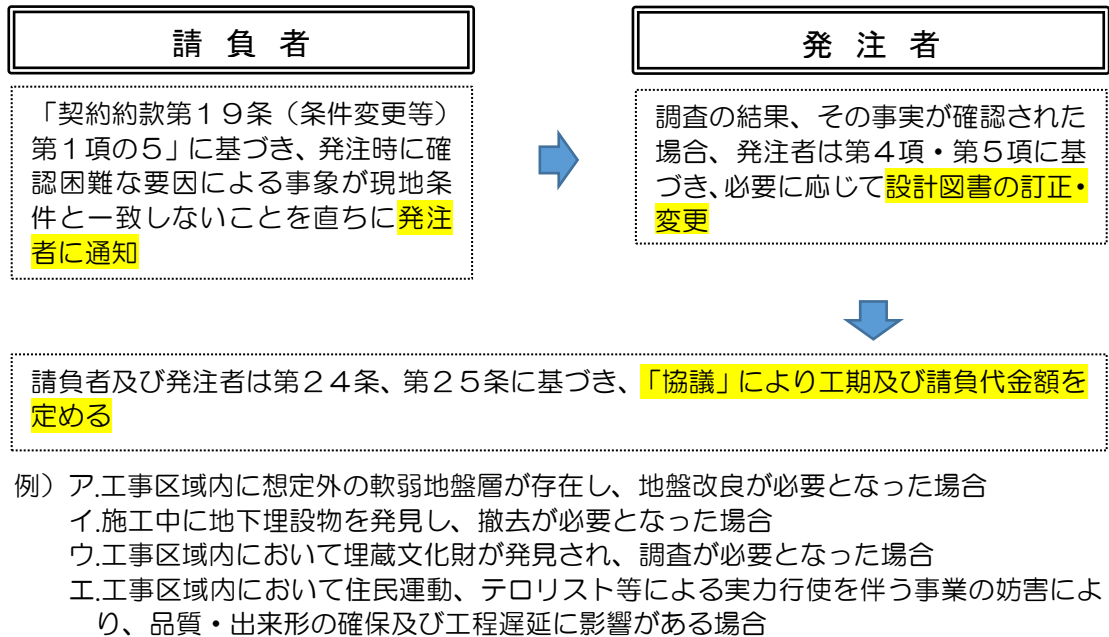 請 負 者
発 注 者
「契約約款第１９条（条件変更等）
第１項の５」に基づき、発注時に確
認困難な要因による事象が現地条
件と一致しないことを直ちに発注
者に通知
調査の結果、その事実が確認された
場合、発注者は第４項・第５項に基
づき、必要に応じて設計図書の訂正・
変更
請負者及び発注者は第２４条、第２５条に基づき、「協議」により工期及び請負代金額を
定める
例）ア.工事区域内に想定外の軟弱地盤層が存在し、地盤改良が必要となった場合
イ.施工中に地下埋設物を発見し、撤去が必要となった場合
ウ.工事区域内において埋蔵文化財が発見され、調査が必要となった場合
エ.工事区域内において住民運動、テロリスト等による実力行使を伴う事業の妨害によ
り、品質・出来形の確保及び工程遅延に影響がある場合